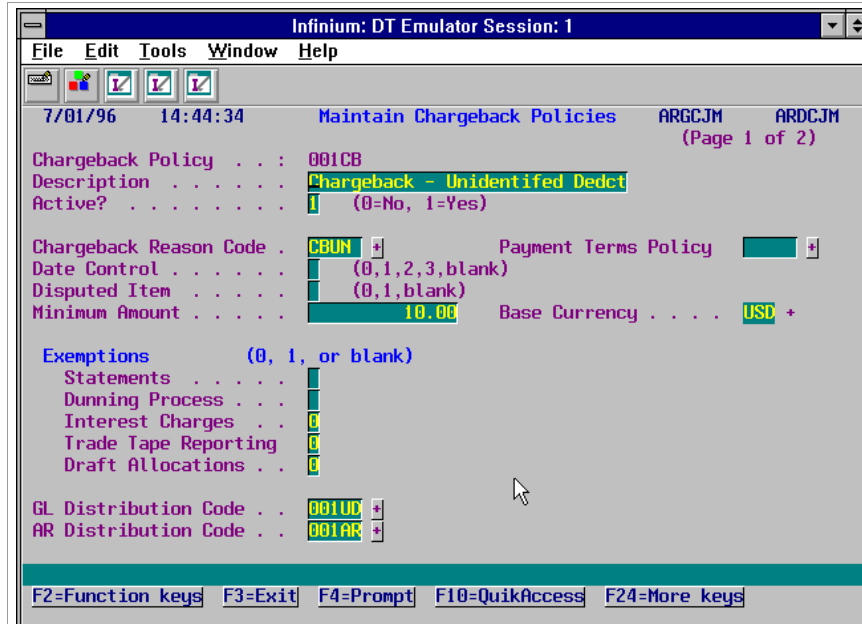 Infinium: DT Emulator Session: 1
File Edit Tools Window Help
7/01/96 14:44:34 Maintain Chargeback Policies ARGCJM ARDCJM
(Page 1 of 2)
Chargeback Policy . . : 001CB
Description . . . . . . Chargeback - Unidentifed Dedct
Active? . . . . . . . . 1 (0=No, 1=Yes)
Chargeback Reason Code . CBUN + Payment Terms Policy +
Date Control . . . . . . (0,1,2,3,blank)
Disputed Item . . . . . (0,1,blank)
Minimum Amount . . . . . 10.00 Base Currency . . . . USD +
Exemptions (0, 1, or blank)
Statements . . . . .
Dunning Process . . .
Interest Charges . . 0
Trade Tape Reporting 0
Draft Allocations . . 0
GL Distribution Code . . 001UD +
AR Distribution Code . . 001AR +
F2=Function keys F3=Exit F4=Prompt F10=QuikAccess F24=More keys